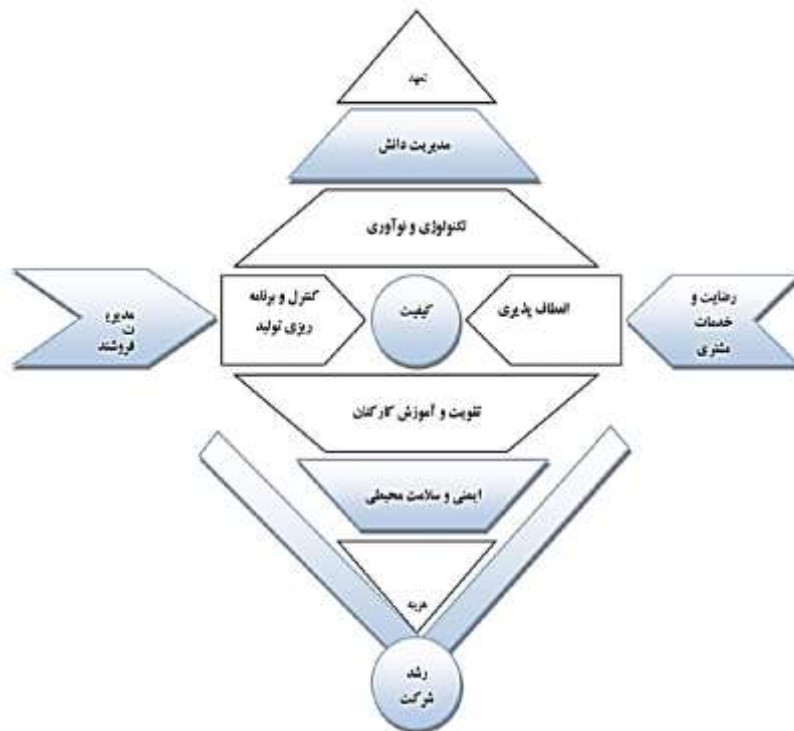 تعهد
مدیریت دانش
تکنولوژی و نوآوری
رضایت و
خدمات
مشتری
انعطاف پذیری
کیفیت
کنترل و برنامه
ریزی تولید
مدیری
ت
فروشند
تقویت و آموزش کارکنان
ایمنی و سلامت محیطی
هزینه
رشد
شرکت